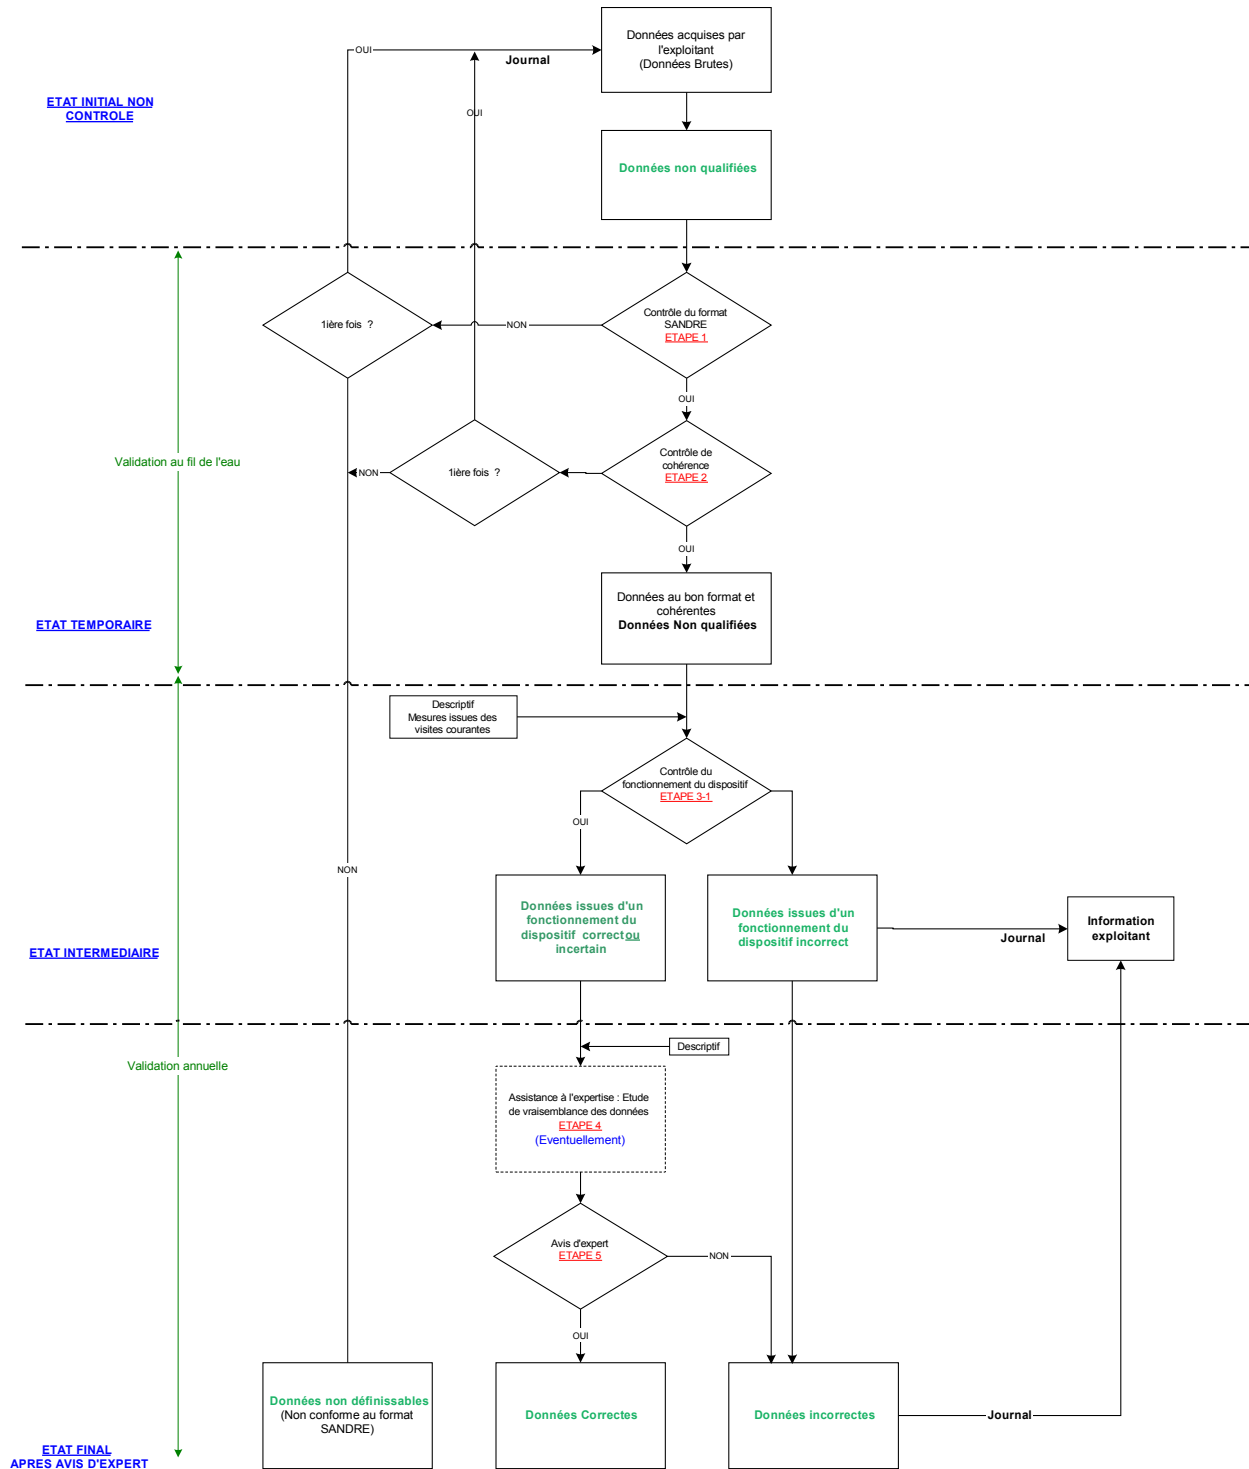 Données acquises par
l'exploitant
(Données Brutes)
OUI
Journal
ETAT INITIAL NON
CONTROLE
OUI
Données non qualifiées
1ière fois ?
NON
Contrôle du format
SANDRE
ETAPE 1
OUI
Validation au fil de l'eau
NON
1ière fois ?
Contrôle de
cohérence
ETAPE 2
OUI
Données au bon format et
cohérentes
Données Non qualifiées
ETAT TEMPORAIRE
Descriptif
Mesures issues des
visites courantes
Contrôle du
fonctionnement du dispositif
ETAPE 3-1
OUI
NON
Données issues d'un
fonctionnement du
dispositif correct ou
incertain
Données issues d'un
fonctionnement du
dispositif incorrect
Journal
Information
exploitant
ETAT INTERMEDIAIRE
Descriptif
Validation annuelle
Assistance à l'expertise : Etude
de vraisemblance des données
ETAPE 4
(Eventuellement)
Avis d'expert
ETAPE 5
NON
OUI
Données non définissables
(Non conforme au format
SANDRE)
Données Correctes
Données incorrectes
Journal
ETAT FINAL
APRES AVIS D'EXPERT